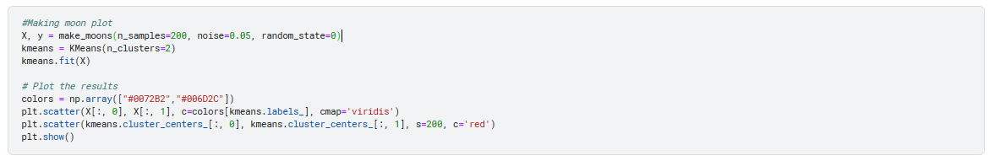 #Making moon plot
X, y = make_moons(n_samples=200, noise=0.05, random_state=0)
kmeans = KMeans(n_clusters=2)
kmeans.fit(X)
# Plot the results
colors = np.array(["#0072B2","#006D2C"])
plt.scatter(X[:, 0], X[:, 1], c=colors[kmeans.labels_], cmap='viridis')
plt.scatter(kmeans.cluster_centers_[:, 0], kmeans.cluster_centers_[:, 1], s=200, c='red')
plt.show()